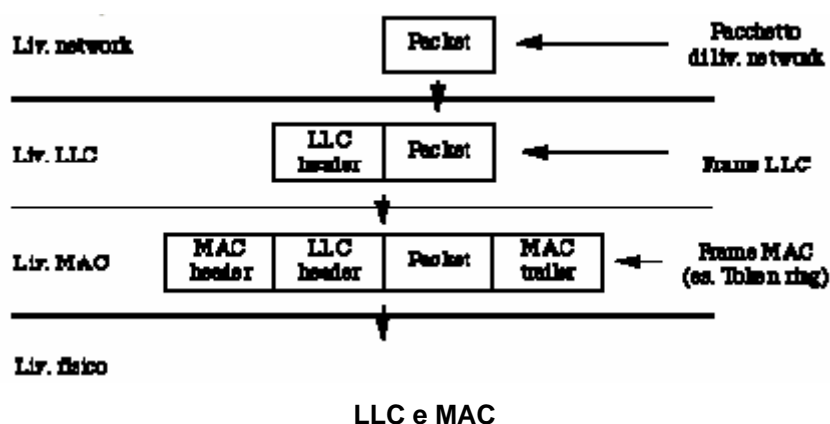 Liv. network
Packet
Pacchetto
di liv. network
Liv. LLC
LLC
header
Packet
Frame LLC
Liv. MAC
MAC
header
LLC
header
Packet
MAC
trailer
Frame MAC
(es. Token ring)
Liv. fisico
LLC e MAC